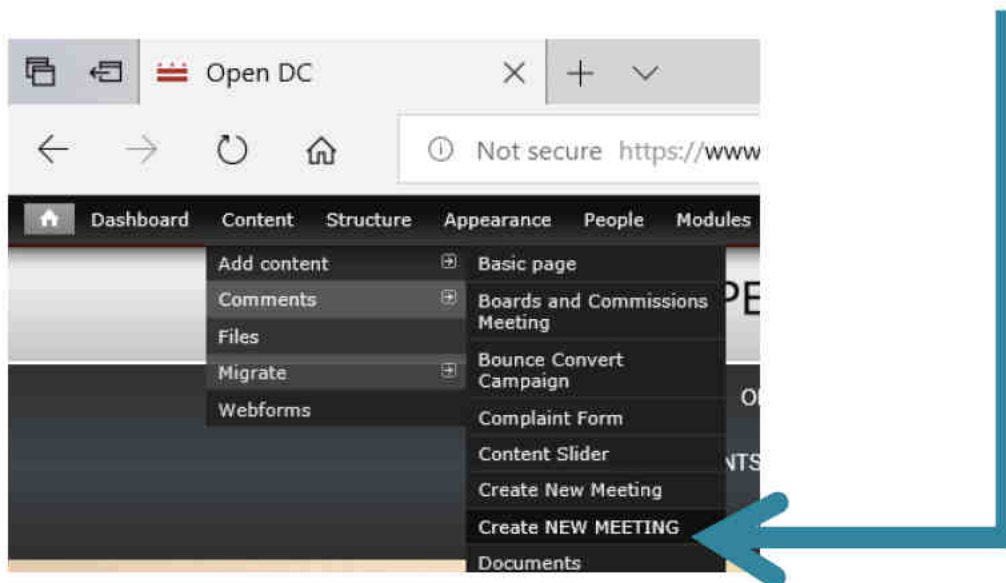 Open DC
Not secure https://www
Dashboard Content Structure Appearance People Modules
Add content
Comments
Files
Migrate
Webforms
Basic page
Boards and Commissions
Meeting
Bounce Convert
Campaign
Complaint Form
Content Slider
Create New Meeting
Create NEW MEETING
Documents
PE
O
NTS